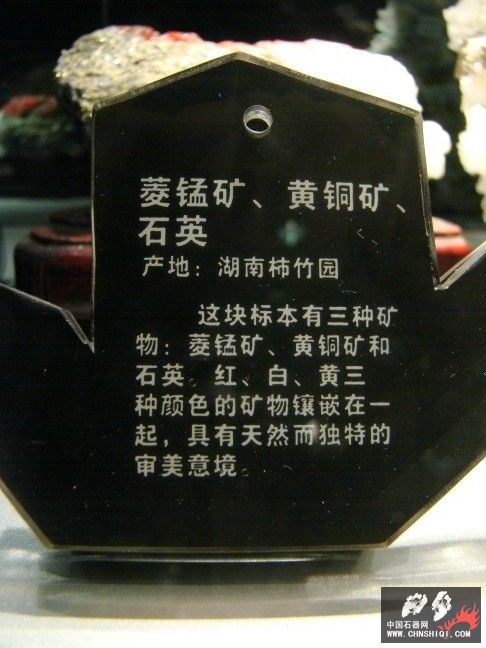 菱锰矿、黄铜矿、
石英
产地：湖南柿竹园
这块标本有三种矿
物：菱锰矿、黄铜矿和
石英。红、白、黄三
种颜色的矿物镶嵌在一
起，具有天然而独特的
审美意境。
中国石器网
WWW.CHNSHIQI.COM